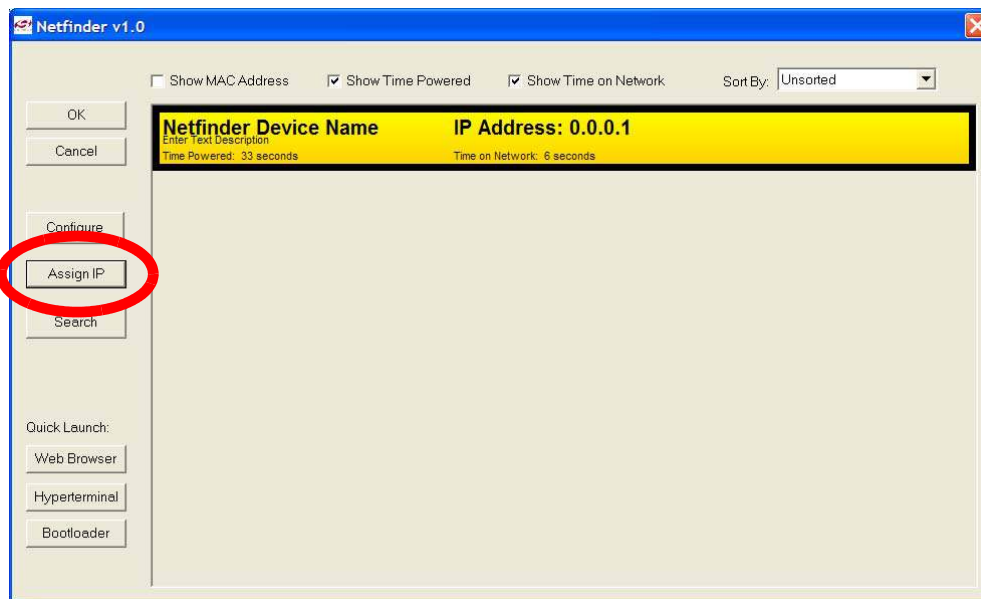 Netfinder v1.0
Show MAC Address Show Time Powered Show Time on Network Sort By: Unsorted
OK
Cancel
Netfinder Device Name IP Address: 0.0.0.1
Enter Text Description
Time Powered: 33 seconds Time on Network: 6 seconds
Configure
Assign IP
Search
Quick Launch:
Web Browser
Hyperterminal
Bootloader